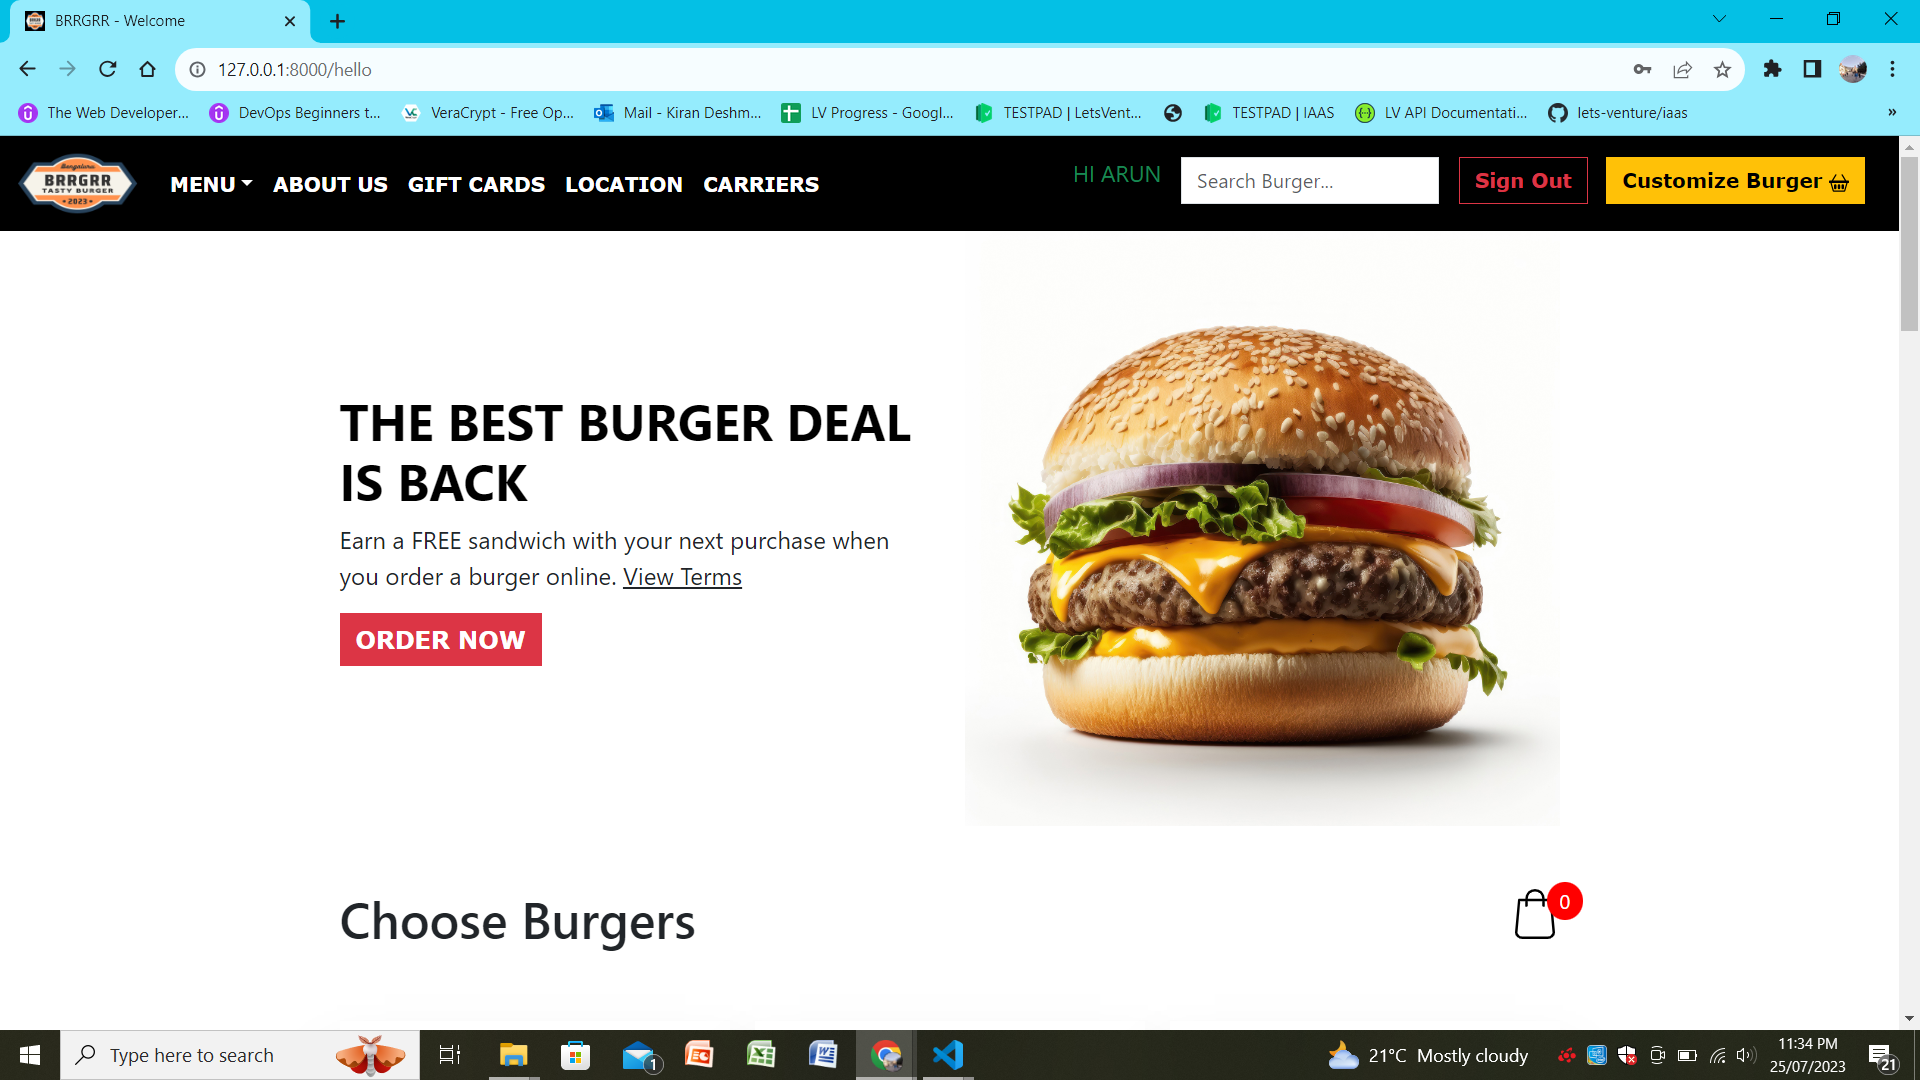 BRRGRR - Welcome
127.0.0.1:8000/hello
The Web Developer...
DevOps Beginners t...
VeraCrypt - Free Op...
Mail - Kiran Deshm...
LV Progress - Googl...
TESTPAD | LetsVent...
TESTPAD | IAAS
LV API Documentati...
lets-venture/iaas
»
Bengaluru
BRRGRR
TASTY BURGER
• 2023 •
MENU
ABOUT US
GIFT CARDS
LOCATION
CARRIERS
HI ARUN
Search Burger...
Sign Out
Customize Burger
THE BEST BURGER DEAL
IS BACK
Earn a FREE sandwich with your next purchase when
you order a burger online. View Terms
ORDER NOW
Choose Burgers
0
Type here to search
1
21°C Mostly cloudy
11:34 PM
25/07/2023
21